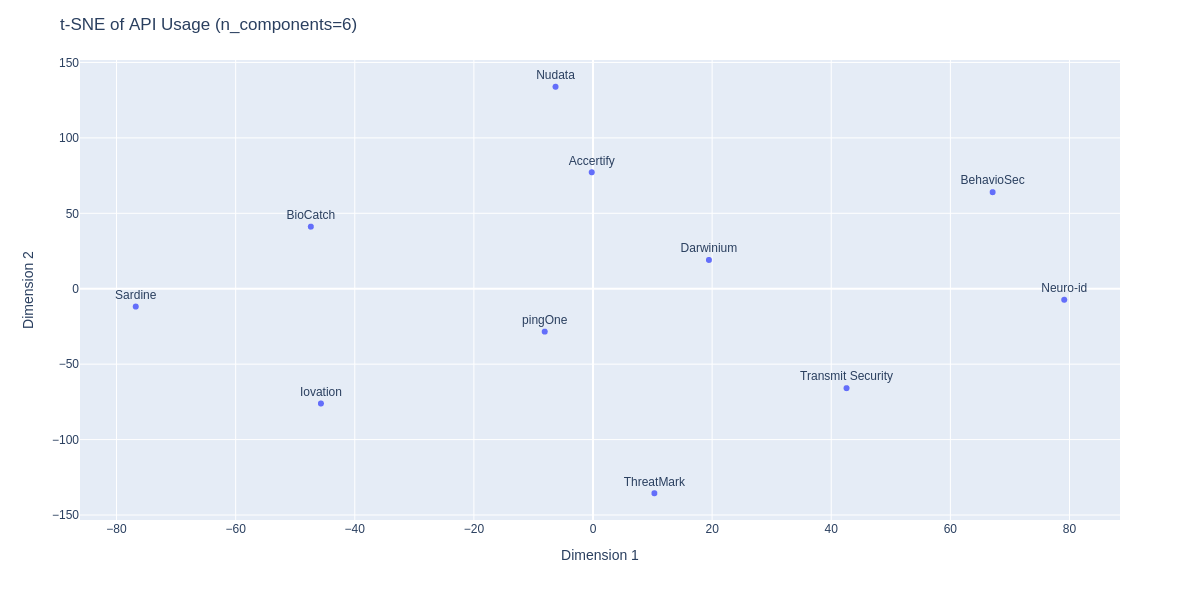 t-SNE of API Usage (n_components=6)
150
Nudata
100
Accertify
BehavioSec
50
BioCatch
Darwinium
0
Sardine
Neuro-id
pingOne
−50
Transmit Security
Iovation
−100
ThreatMark
−150
−80
−60
−40
−20
0
20
40
60
80
Dimension 1
Dimension 2